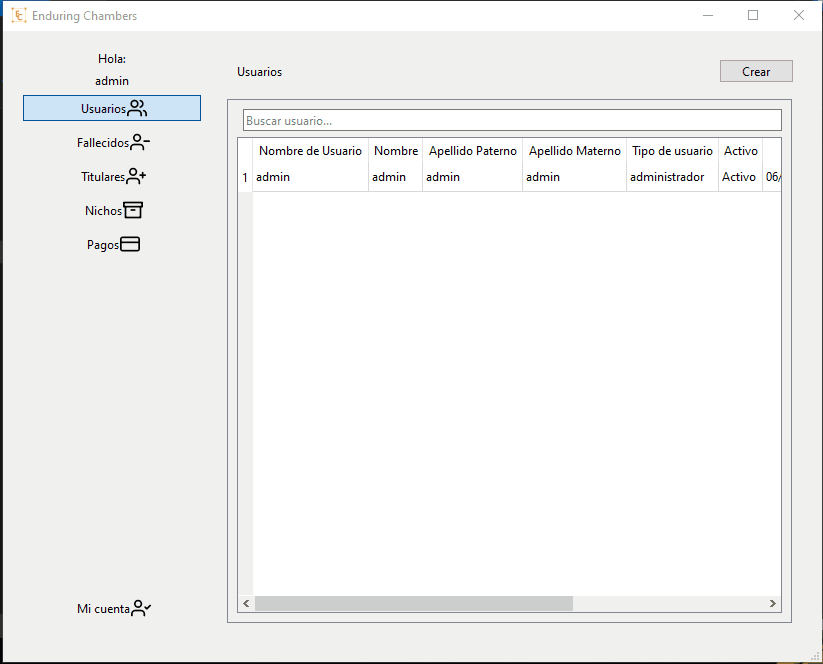 Enduring Chambers
Hola:
admin
Usuarios
Fallecidos
Titulares
Nichos
Pagos
Mi cuenta
Usuarios
Crear
Buscar usuario...
Nombre de Usuario Nombre Apellido Paterno Apellido Materno Tipo de usuario Activo
1 admin admin admin admin administrador Activo 06/